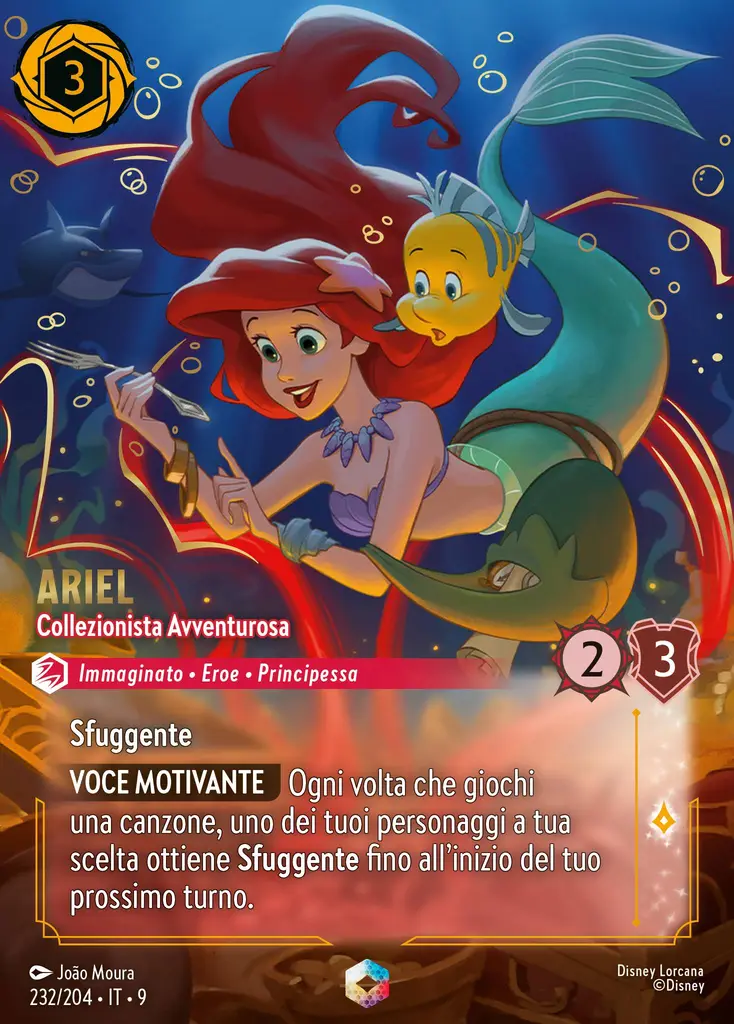 3
ARIEL
Collezionista Avventurosa
Immaginato • Eroe • Principessa
2
3
Sfuggente
VOCE MOTIVANTE Ogni volta che giochi
una canzone, uno dei tuoi personaggi a tua
scelta ottiene Sfuggente fino all'inizio del tuo
prossimo turno.
João Moura
232/204 • IT • 9
Disney Lorcana
©Disney